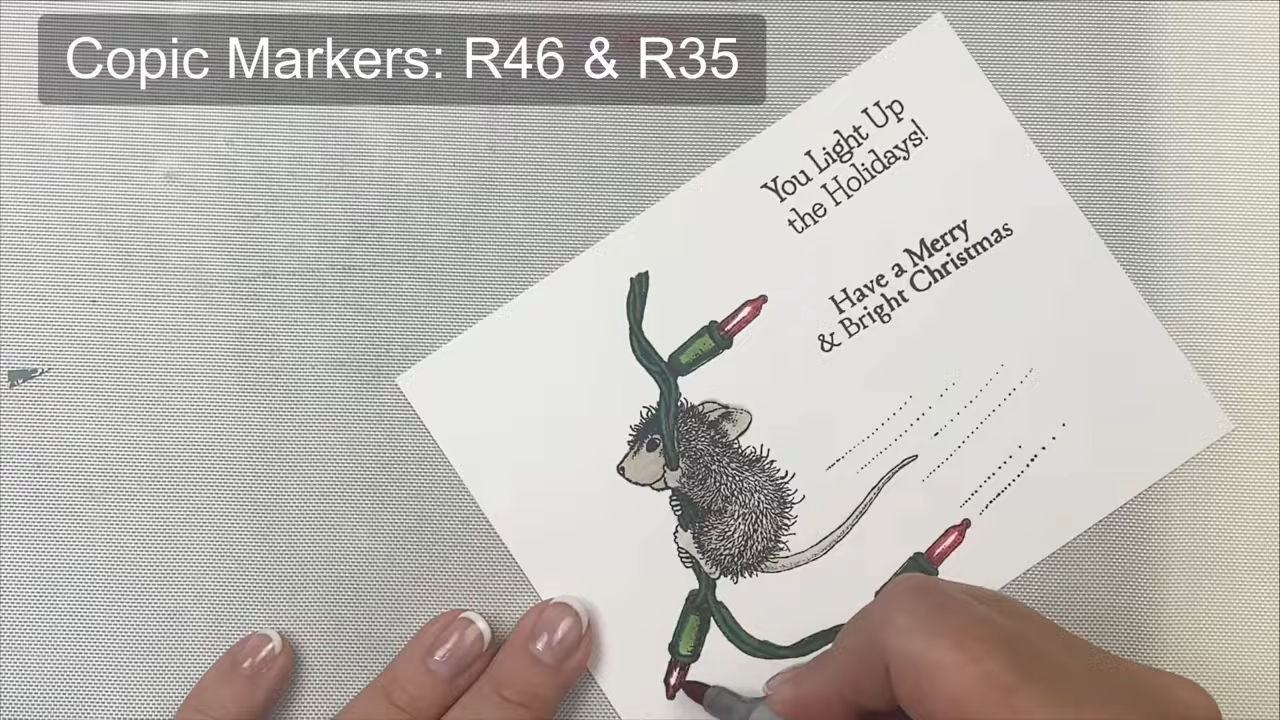 Copic Markers: R46 & R35
You Light Up
the Holidays!
Have a Merry
& Bright Christmas